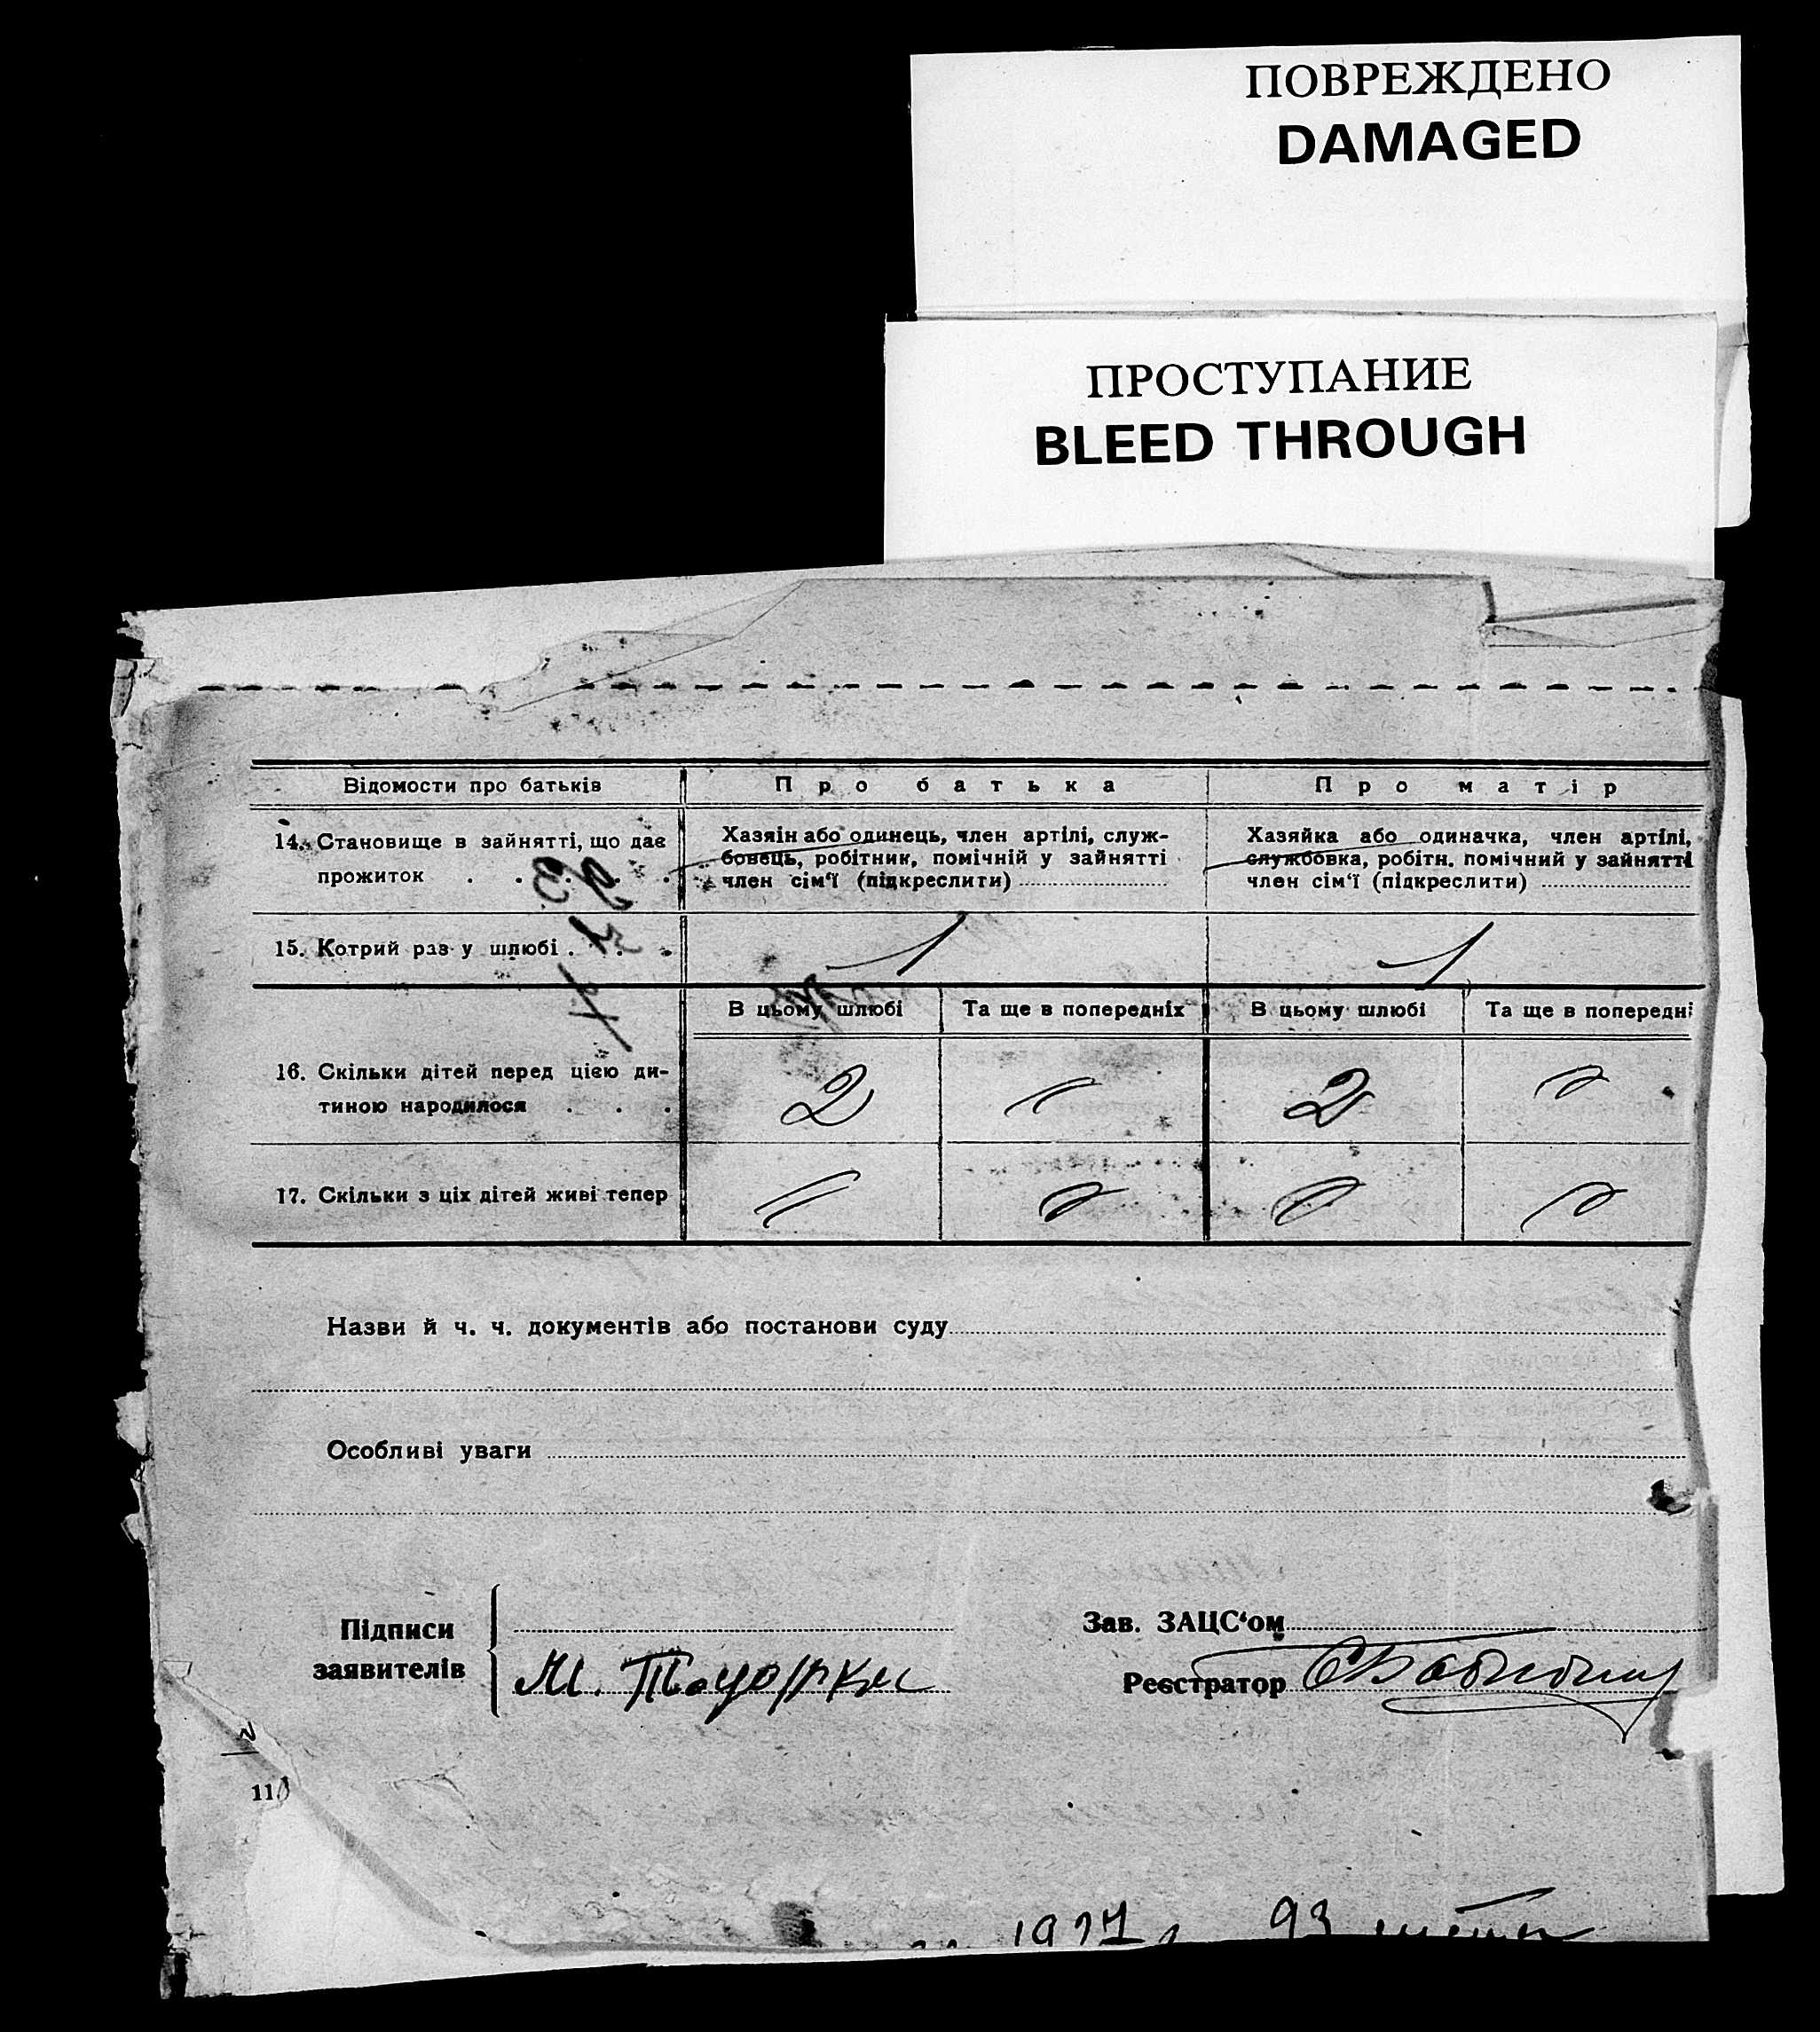 ПОВРЕЖДЕНО
DAMAGED
ПРОСТУПАНИЕ
BLEED THROUGH
Відомости про батьків
Про батька
Про матір
14. Становище в зайнятті, що дає
прожиток . . . . . .
Хазяін або одинець, член артілі, служ-
бовець, робітник, помічній у зайнятті
член сім‘ї (підкреслити)
Хазяйка або одиначка, член артілі,
службовка, робітн. помічний у зайнятті
член сім‘ї (підкреслити)
15. Котрий раз у шлюбі . . .
1
1
В цьому шлюбі
Та ще в попередніх
В цьому шлюбі
Та ще в попередні
16. Скільки дітей перед цією ди-
тиною народилося . . .
2
2
17. Скільки з ціх дітей живі тепер
Назви й ч. ч. документів або постанови суду
Особливі уваги
Підписи
заявителів
М.
Зав. ЗАЦС‘ом
Реєстратор
11
93